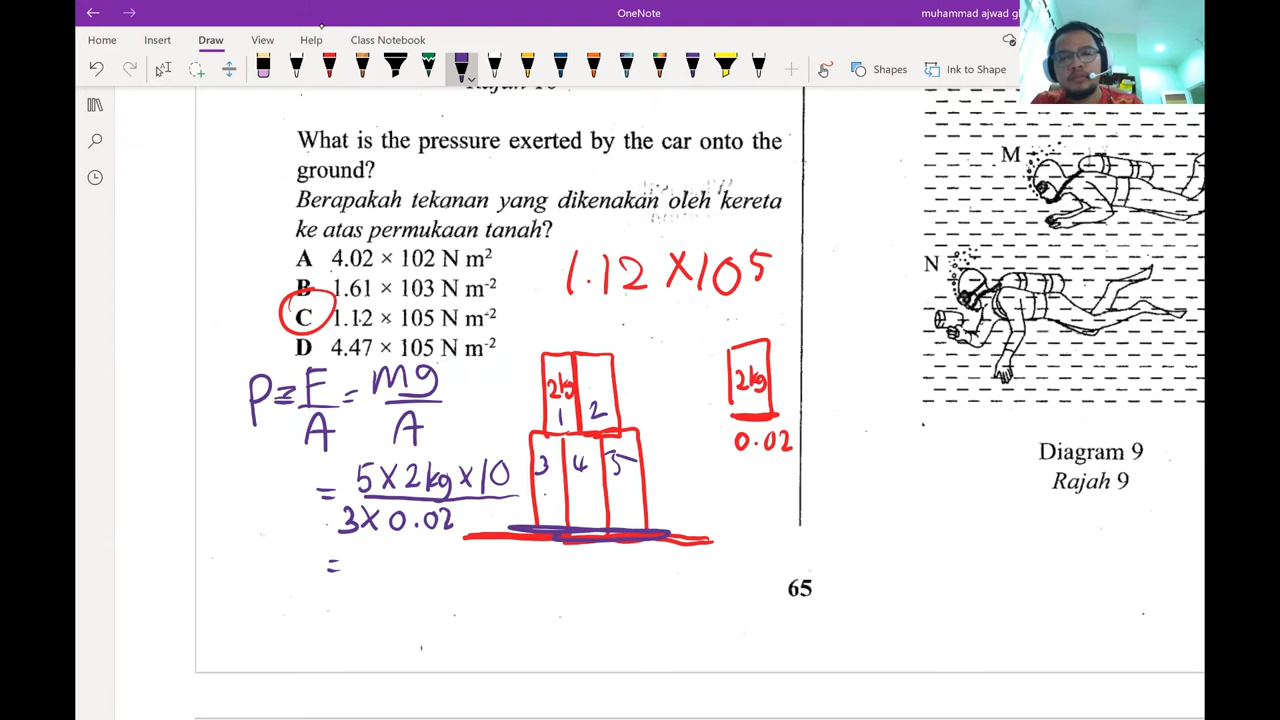 OneNote
muhammad ajwad
Home Insert Draw View Help Class Notebook
Shapes Ink to Shape
What is the pressure exerted by the car onto the
ground?
Berapakah tekanan yang dikenakan oleh kereta
ke atas permukaan tanah?
A 4.02 × 102 N m²
B 1.61 × 103 N m⁻²
C 1.12 × 105 N m⁻²
D 4.47 × 105 N m⁻²
1.12 × 10⁵
P = F/A = mg/A
= 5 × 2kg × 10
3 × 0.02
=
2kg
1 2
3 4 5
2kg
0.02
M
N
Diagram 9
Rajah 9
65